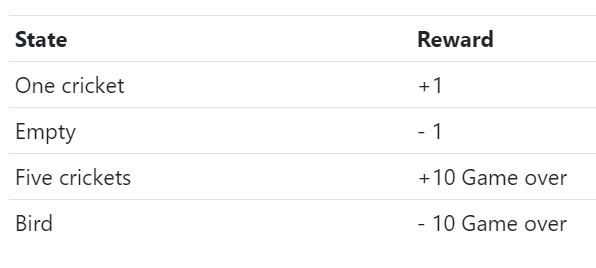 State Reward
One cricket +1
Empty - 1
Five crickets +10 Game over
Bird - 10 Game over